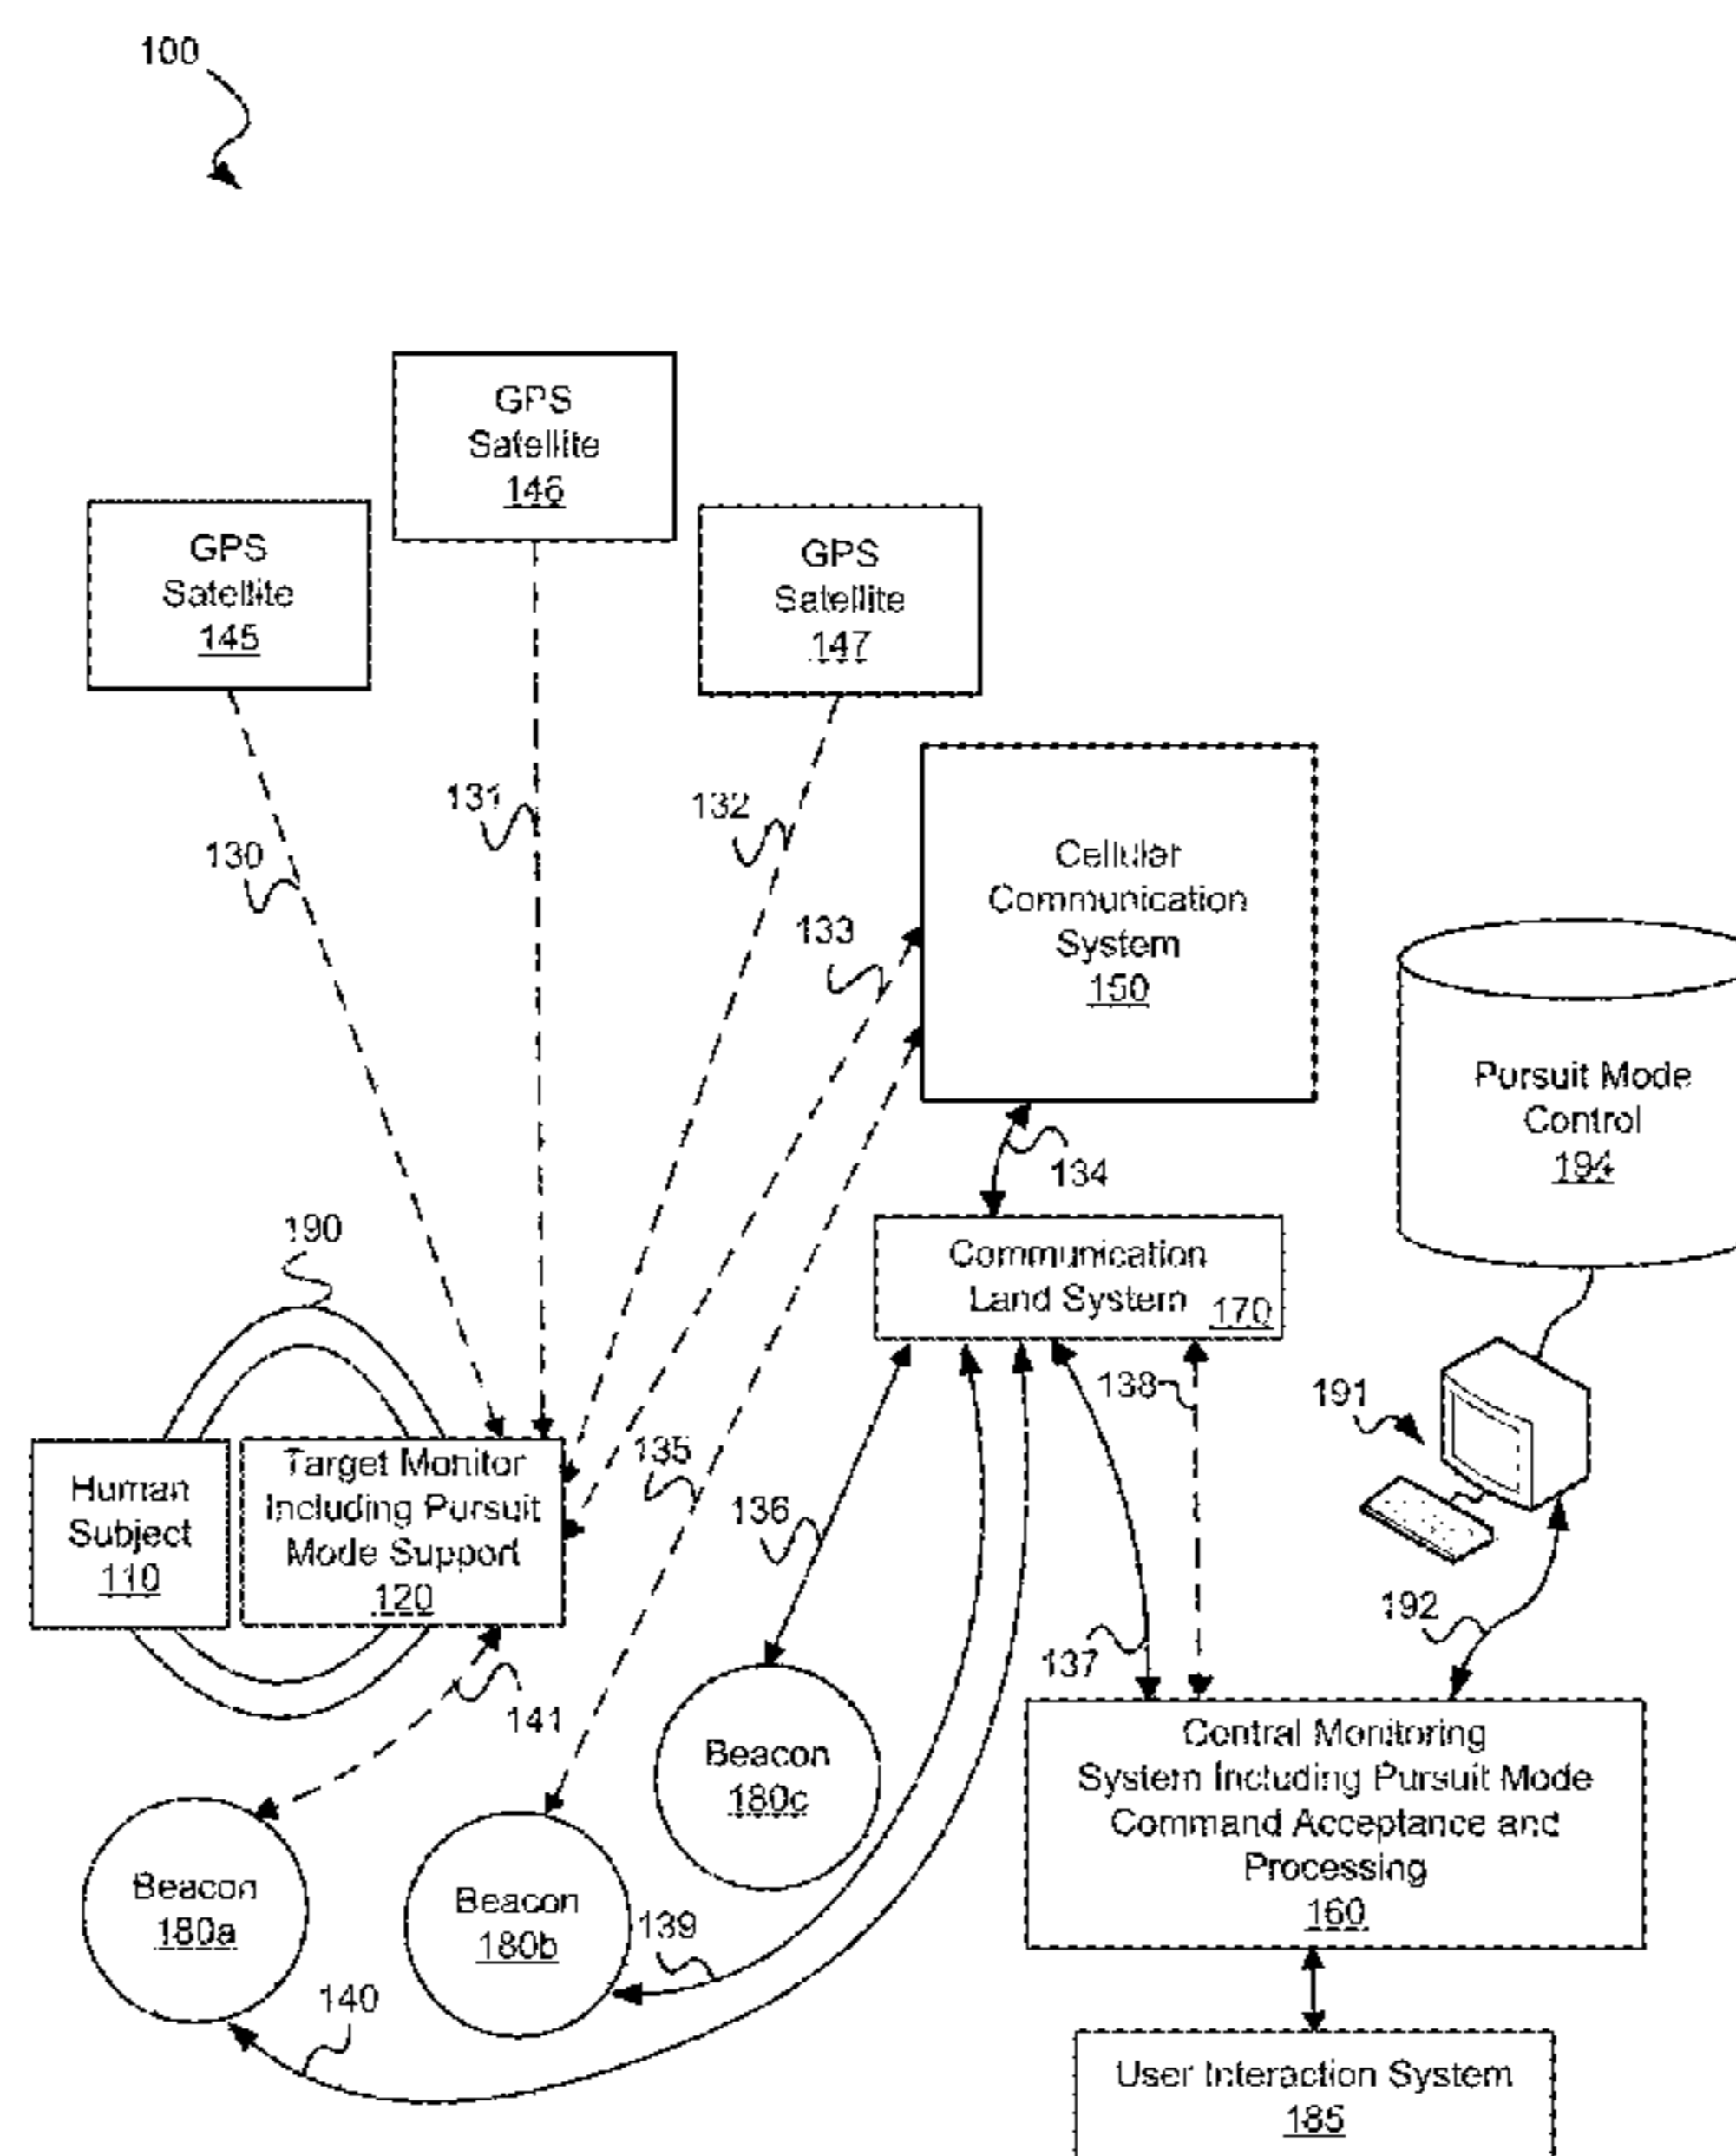 100
GPS
Satellite
146
GPS
Satellite
145
GPS
Satellite
147
131
132
130
Cellular
Communication
System
150
133
Pursuit Mode
Control
194
134
190
Communication
Land System
170
138
191
135
Target Monitor
Including Pursuit
Mode Support
120
Human
Subject
110
136
192
137
141
Central Monitoring
System Including Pursuit Mode
Command Acceptance and
Processing
160
Beacon
180c
Beacon
180a
Beacon
180b
139
140
User Interaction System
185